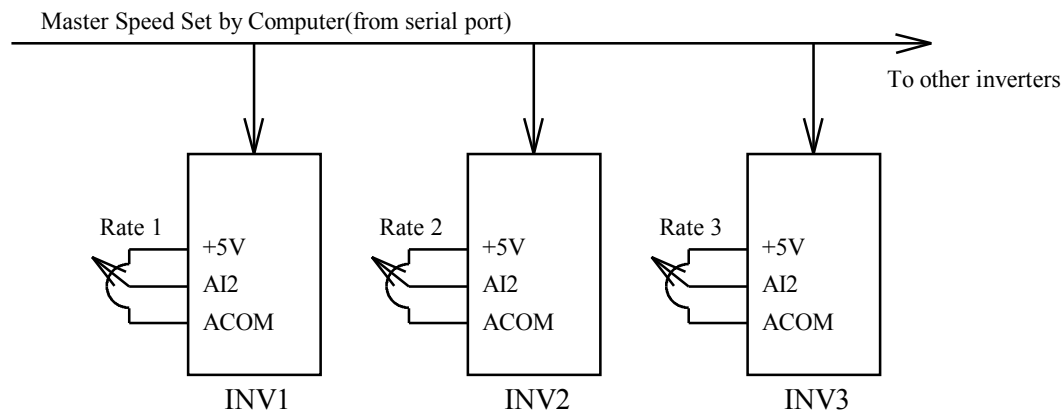 Master Speed Set by Computer(from serial port)
To other inverters
Rate 1
+5V
AI2
ACOM
INV1
Rate 2
+5V
AI2
ACOM
INV2
Rate 3
+5V
AI2
ACOM
INV3